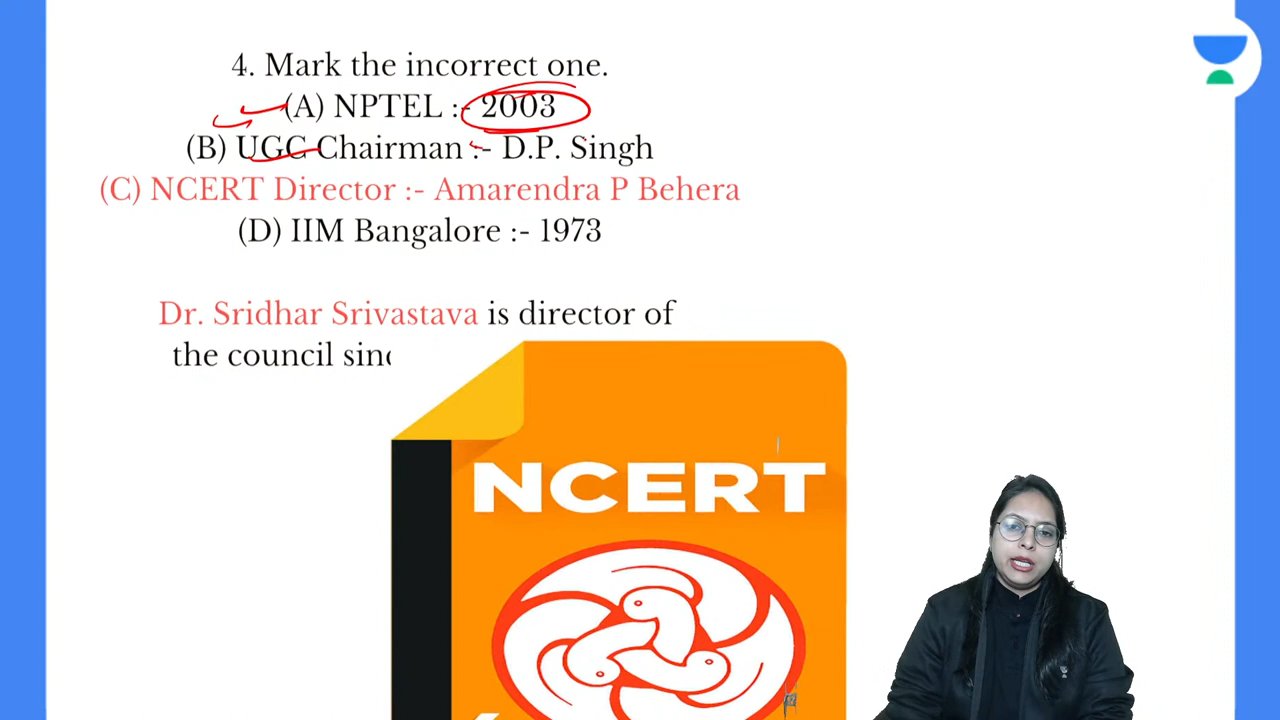 4. Mark the incorrect one.
(A) NPTEL :- 2003
(B) UGC Chairman :- D.P. Singh
(C) NCERT Director :- Amarendra P Behera
(D) IIM Bangalore :- 1973
Dr. Sridhar Srivastava is director of
the council
NCERT